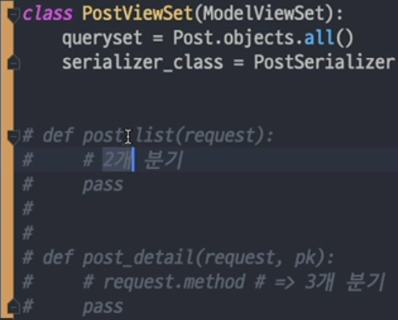 class PostViewSet(ModelViewSet):
    queryset = Post.objects.all()
    serializer_class = PostSerializer
# def post_list(request):
#     # 2개 분기
#     pass
#
#
# def post_detail(request, pk):
#     # request.method # => 3개 분기
#     pass